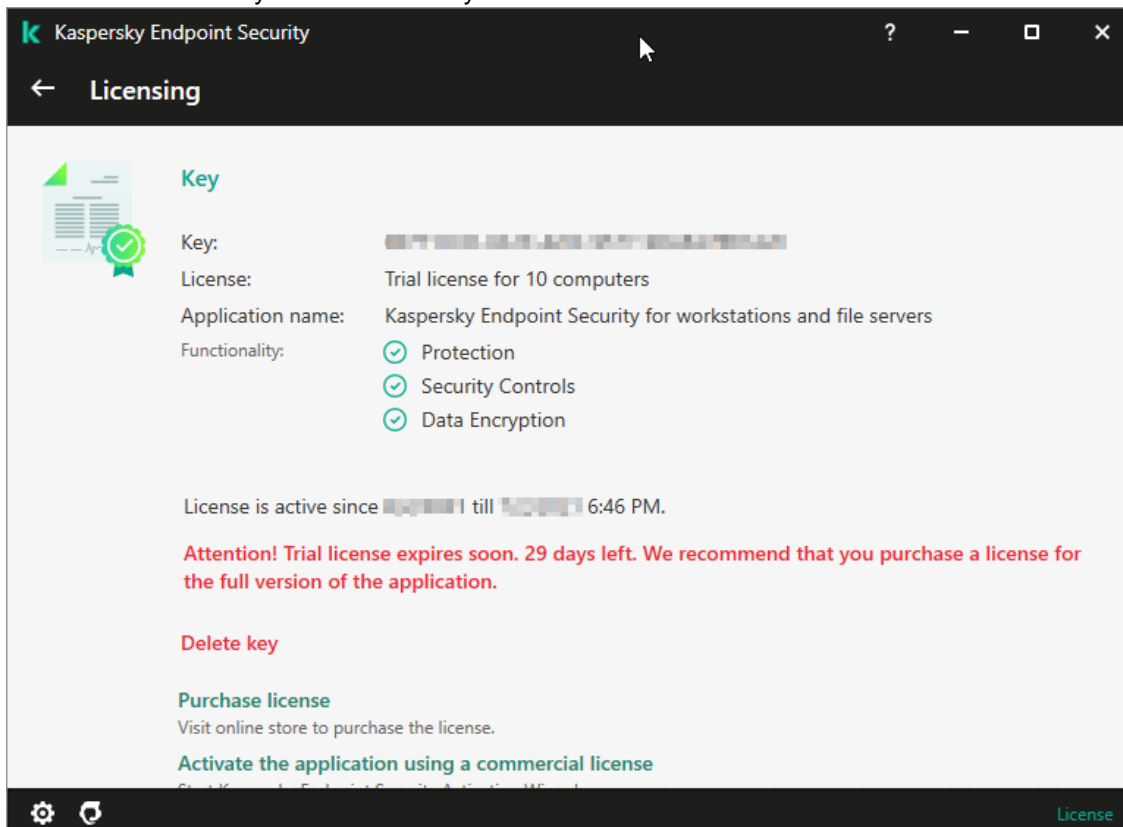 Kaspersky Endpoint Security
?
Licensing
Key
Key:
License: Trial license for 10 computers
Application name: Kaspersky Endpoint Security for workstations and file servers
Functionality: Protection
Security Controls
Data Encryption
License is active since till 6:46 PM.
Attention! Trial license expires soon. 29 days left. We recommend that you purchase a license for
the full version of the application.
Delete key
Purchase license
Visit online store to purchase the license.
Activate the application using a commercial license
License